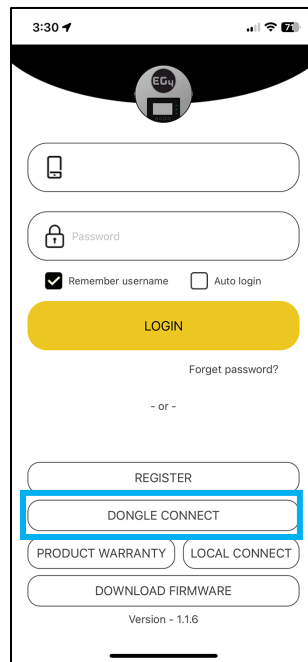 3:30
71
EGy
Password
Remember username Auto login
LOGIN
Forget password?
- or -
REGISTER
DONGLE CONNECT
PRODUCT WARRANTY LOCAL CONNECT
DOWNLOAD FIRMWARE
Version - 1.1.6